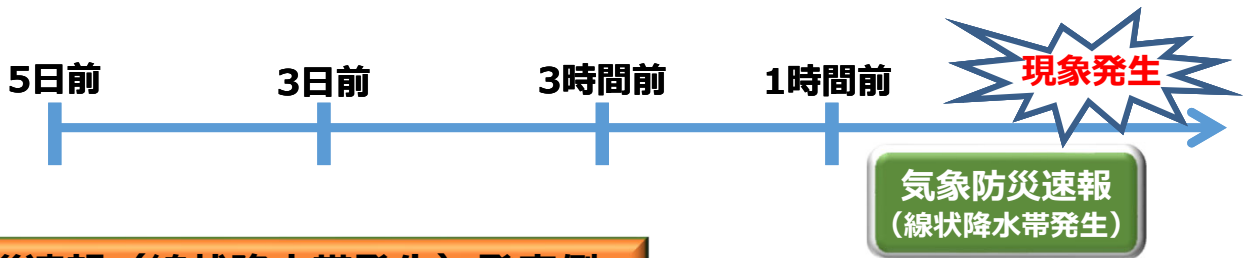 5日前
3日前
3時間前
1時間前
現象発生
気象防災速報
(線状降水帯発生)